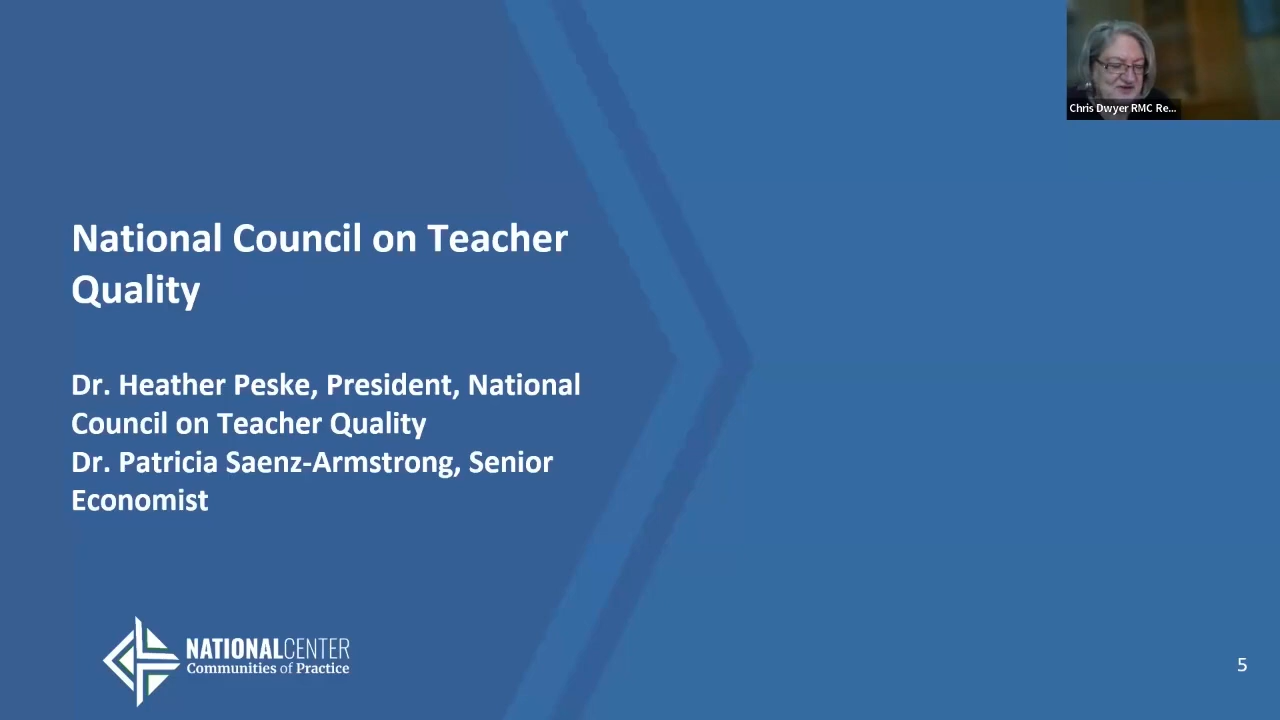 Chris Dwyer RMC Re...
National Council on Teacher
Quality
Dr. Heather Peske, President, National
Council on Teacher Quality
Dr. Patricia Saenz-Armstrong, Senior
Economist
NATIONALCENTER
Communities of Practice
5